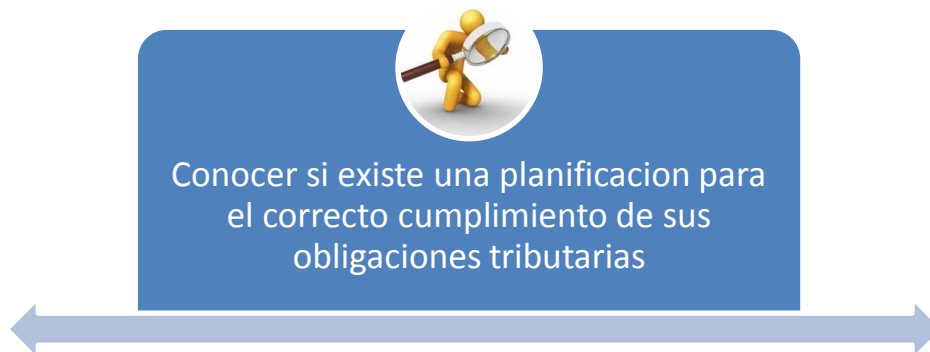 Conocer si existe una planificacion para
el correcto cumplimiento de sus
obligaciones tributarias